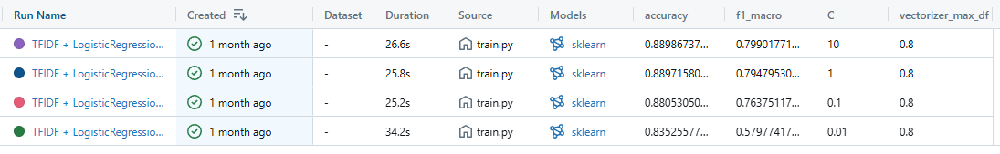 Run Name Created Dataset Duration Source Models accuracy f1_macro C vectorizer_max_df
TFIDF + LogisticRegressio... 1 month ago - 26.6s train.py sklearn 0.88986737... 0.79901771... 10 0.8
TFIDF + LogisticRegressio... 1 month ago - 25.8s train.py sklearn 0.88971580... 0.79479530... 1 0.8
TFIDF + LogisticRegressio... 1 month ago - 25.2s train.py sklearn 0.88053050... 0.76375117... 0.1 0.8
TFIDF + LogisticRegressio... 1 month ago - 34.2s train.py sklearn 0.83525577... 0.57977417... 0.01 0.8